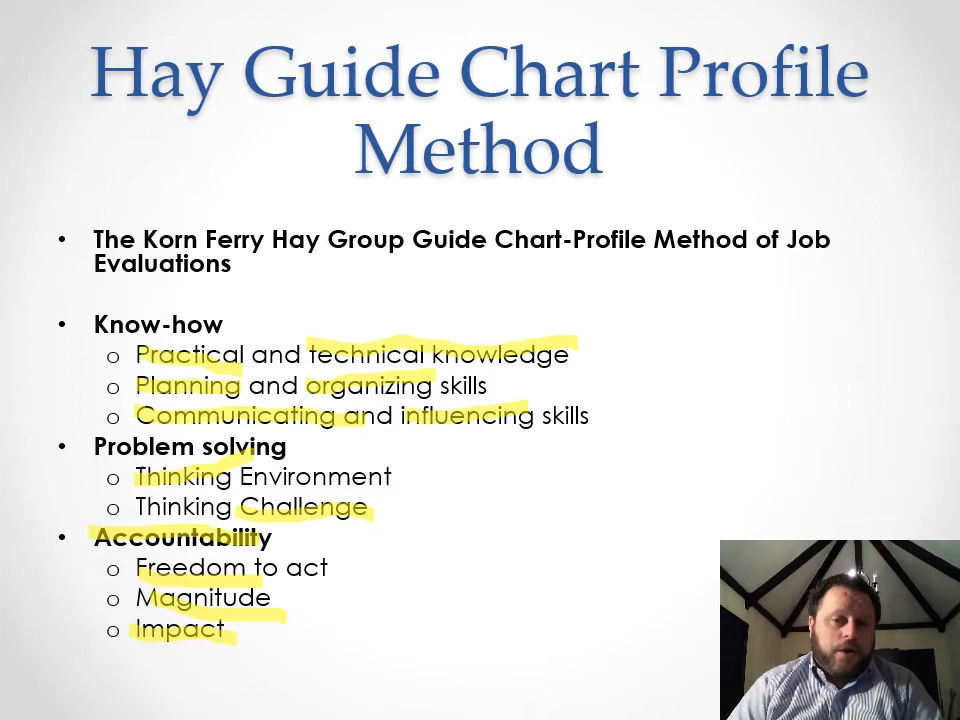 Hay Guide Chart Profile
Method
• The Korn Ferry Hay Group Guide Chart-Profile Method of Job
Evaluations
• Know-how
o Practical and technical knowledge
o Planning and organizing skills
o Communicating and influencing skills
• Problem solving
o Thinking Environment
o Thinking Challenge
• Accountability
o Freedom to act
o Magnitude
o Impact